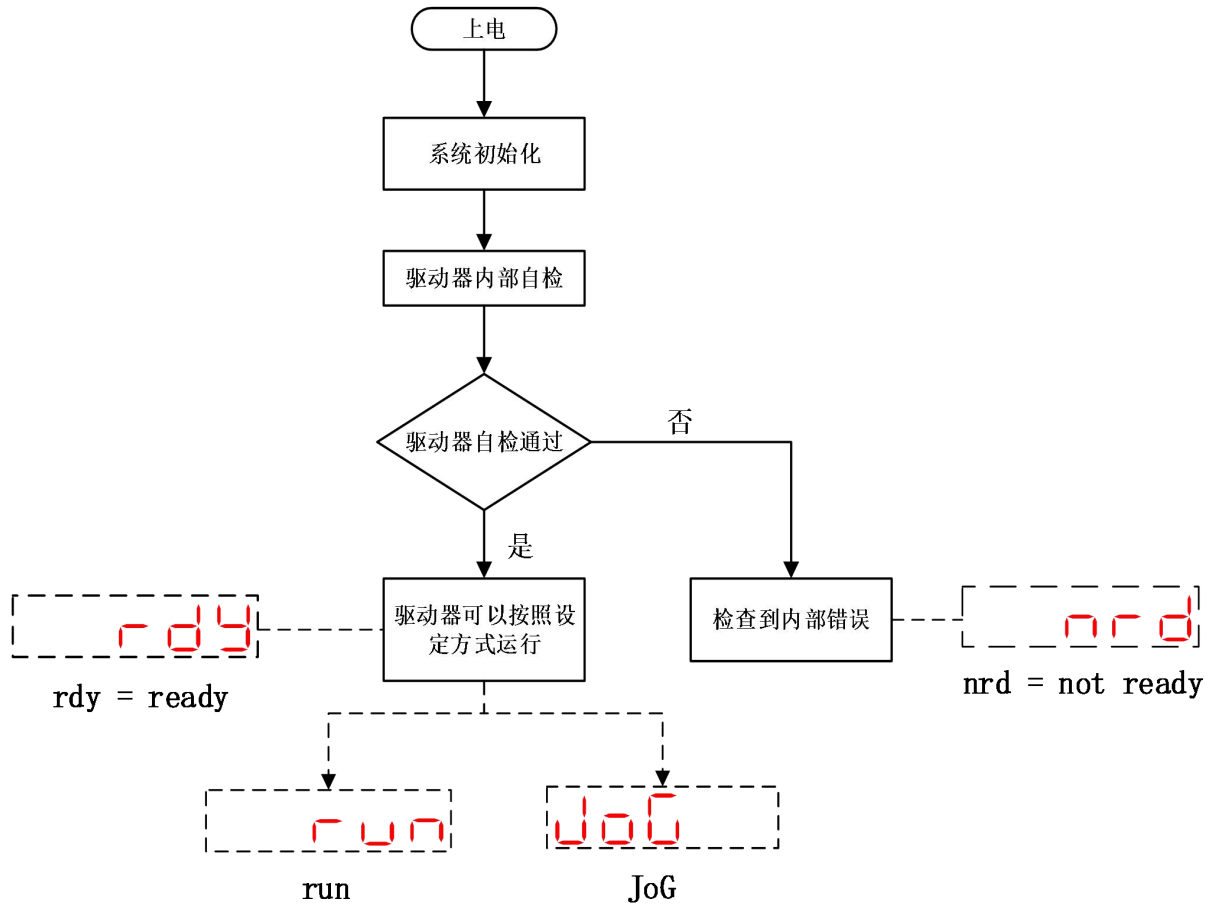 上电
系统初始化
驱动器内部自检
驱动器自检通过
否
是
驱动器可以按照设
定方式运行
检查到内部错误
rdy
rdy = ready
nrd
nrd = not ready
run
run
JoG
JoG